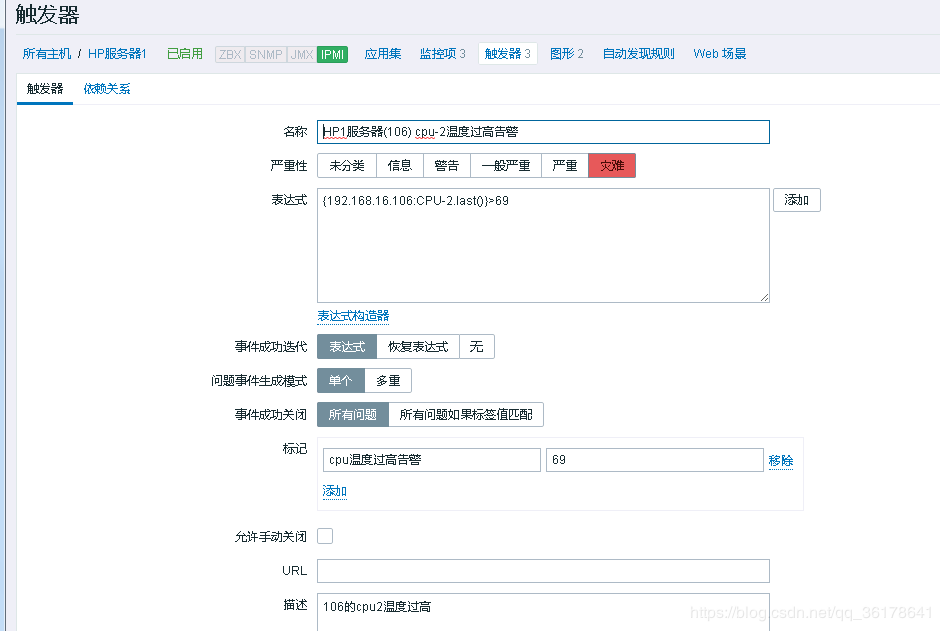 触发器
所有主机 / HP服务器1 已启用 ZBX SNMP JMX IPMI 应用集 监控项 3 触发器 3 图形 2 自动发现规则 Web 场景
触发器 依赖关系
名称 HP1服务器(106) cpu-2温度过高告警
严重性 未分类 信息 警告 一般严重 严重 灾难
表达式 {192.168.16.106:CPU-2.last()}>69 添加
表达式构造器
事件成功迭代 表达式 恢复表达式 无
问题事件生成模式 单个 多重
事件成功关闭 所有问题 所有问题如果标签值匹配
标记 cpu温度过高告警 69 移除
添加
允许手动关闭
URL
描述 106的cpu2温度过高
https://blog.csdn.net/qq_36178641